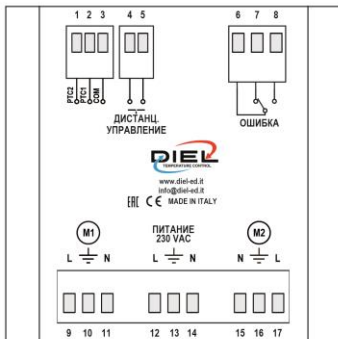 1 2 3 4 5 6 7 8
PTC2 PTC1 COM
ДИСТАНЦ.
УПРАВЛЕНИЕ
ОШИБКА
DIEL
TEMPERATURE CONTROL
www.diel-ed.it
info@diel-ed.it
EAC CE MADE IN ITALY
M1 ПИТАНИЕ M2
230 VAC
L N L N N L
9 10 11 12 13 14 15 16 17